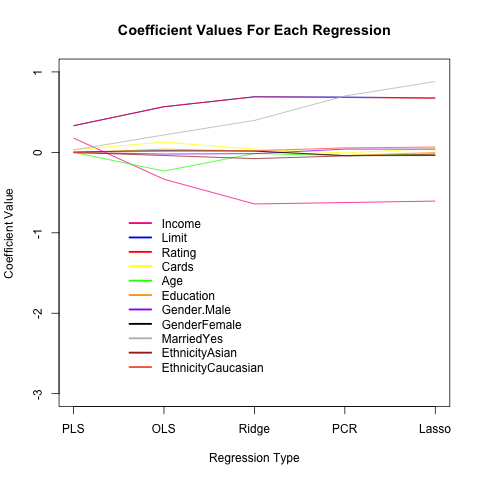 Coefficient Values For Each Regression
1
0
-1
-2
-3
Coefficient Value
Income
Limit
Rating
Cards
Age
Education
Gender.Male
GenderFemale
MarriedYes
EthnicityAsian
EthnicityCaucasian
PLS OLS Ridge PCR Lasso
Regression Type